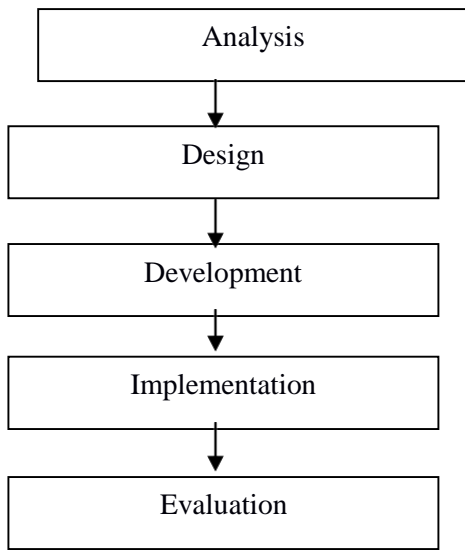 Analysis
Design
Development
Implementation
Evaluation